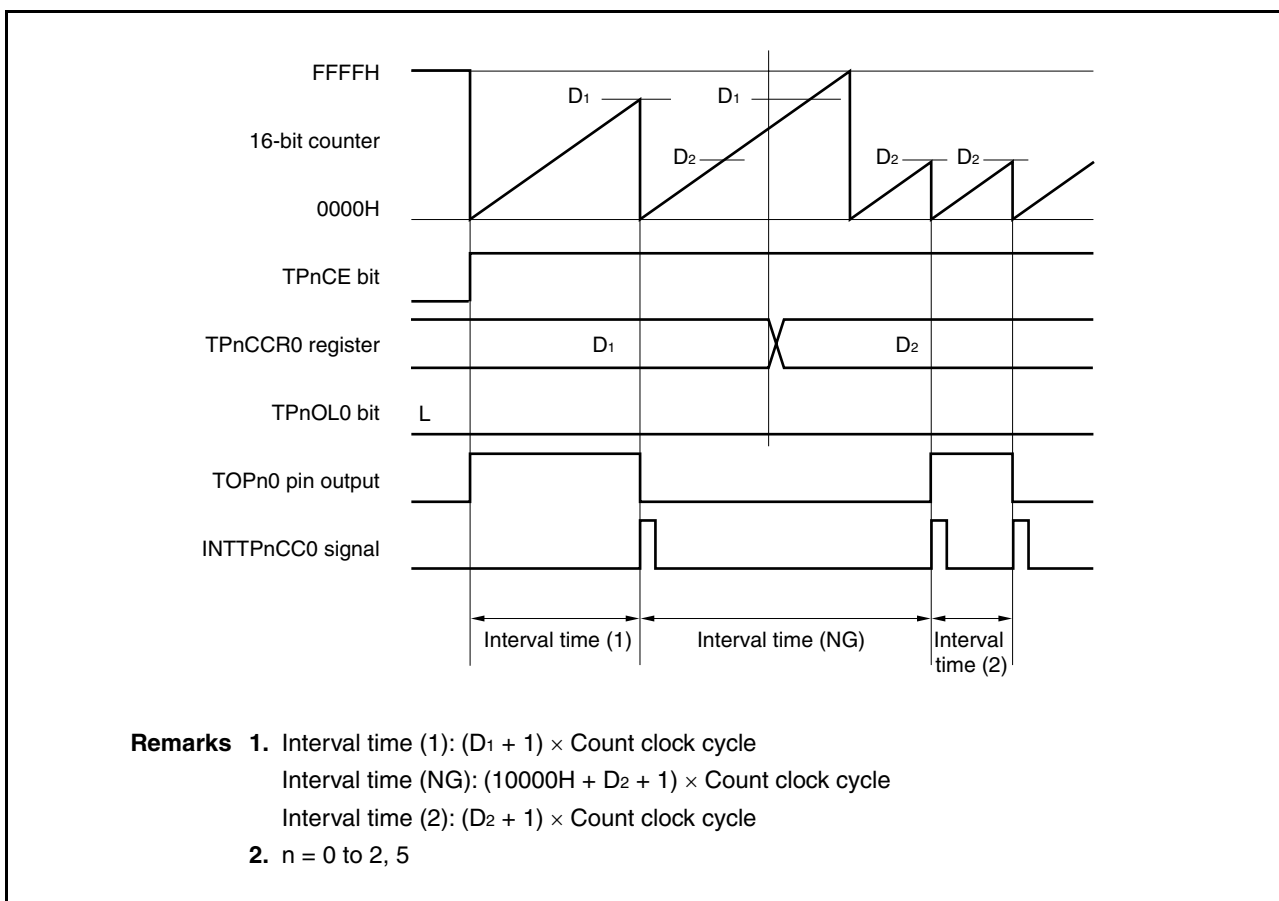 FFFFH
D1 D1
16-bit counter
D2 D2 D2
0000H
TPnCE bit
TPnCCR0 register D1 D2
TPnOL0 bit L
TOPn0 pin output
INTTPnCC0 signal
Interval time (1) Interval time (NG) Interval
time (2)
Remarks 1. Interval time (1): (D1 + 1) × Count clock cycle
Interval time (NG): (10000H + D2 + 1) × Count clock cycle
Interval time (2): (D2 + 1) × Count clock cycle
2. n = 0 to 2, 5